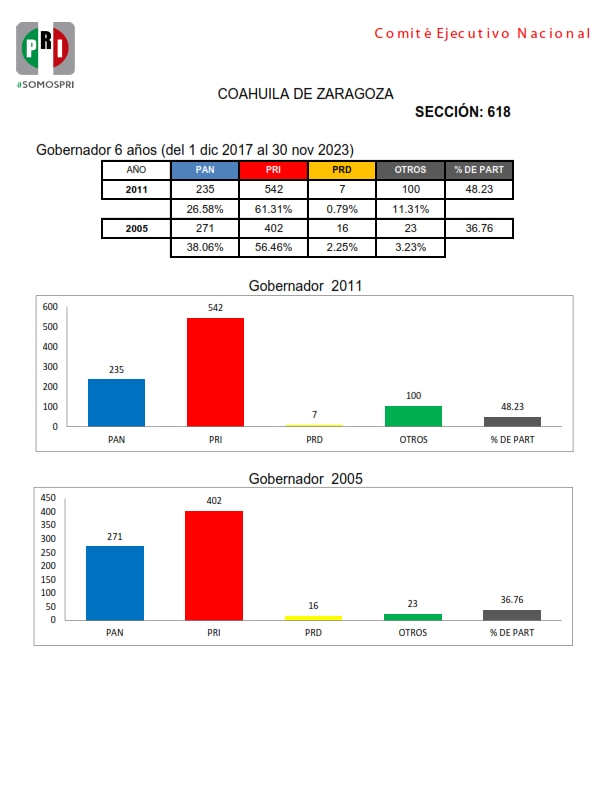 PRI
#SOMOSPRI
Comité Ejecutivo Nacional
COAHUILA DE ZARAGOZA
SECCIÓN: 618
Gobernador 6 años (del 1 dic 2017 al 30 nov 2023)
AÑO PAN PRI PRD OTROS % DE PART
2011 235 542 7 100 48.23
26.58% 61.31% 0.79% 11.31%
2005 271 402 16 23 36.76
38.06% 56.46% 2.25% 3.23%
Gobernador 2011
600
500
400
300
200
100
0
235
542
7
100
48.23
PAN PRI PRD OTROS % DE PART
Gobernador 2005
450
400
350
300
250
200
150
100
50
0
271
402
16
23
36.76
PAN PRI PRD OTROS % DE PART